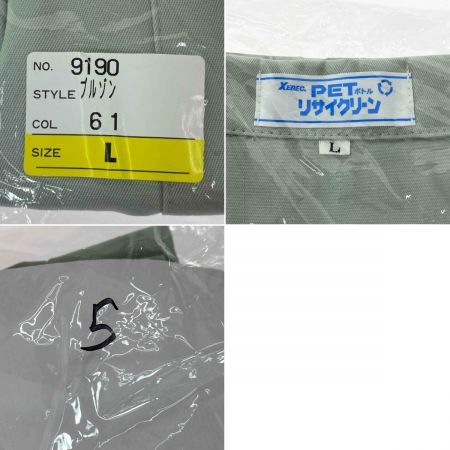 NO. 9190
STYLE ブルゾン
COL 61
SIZE L
XEBEC PETボトル
リサイクリーン
L
5